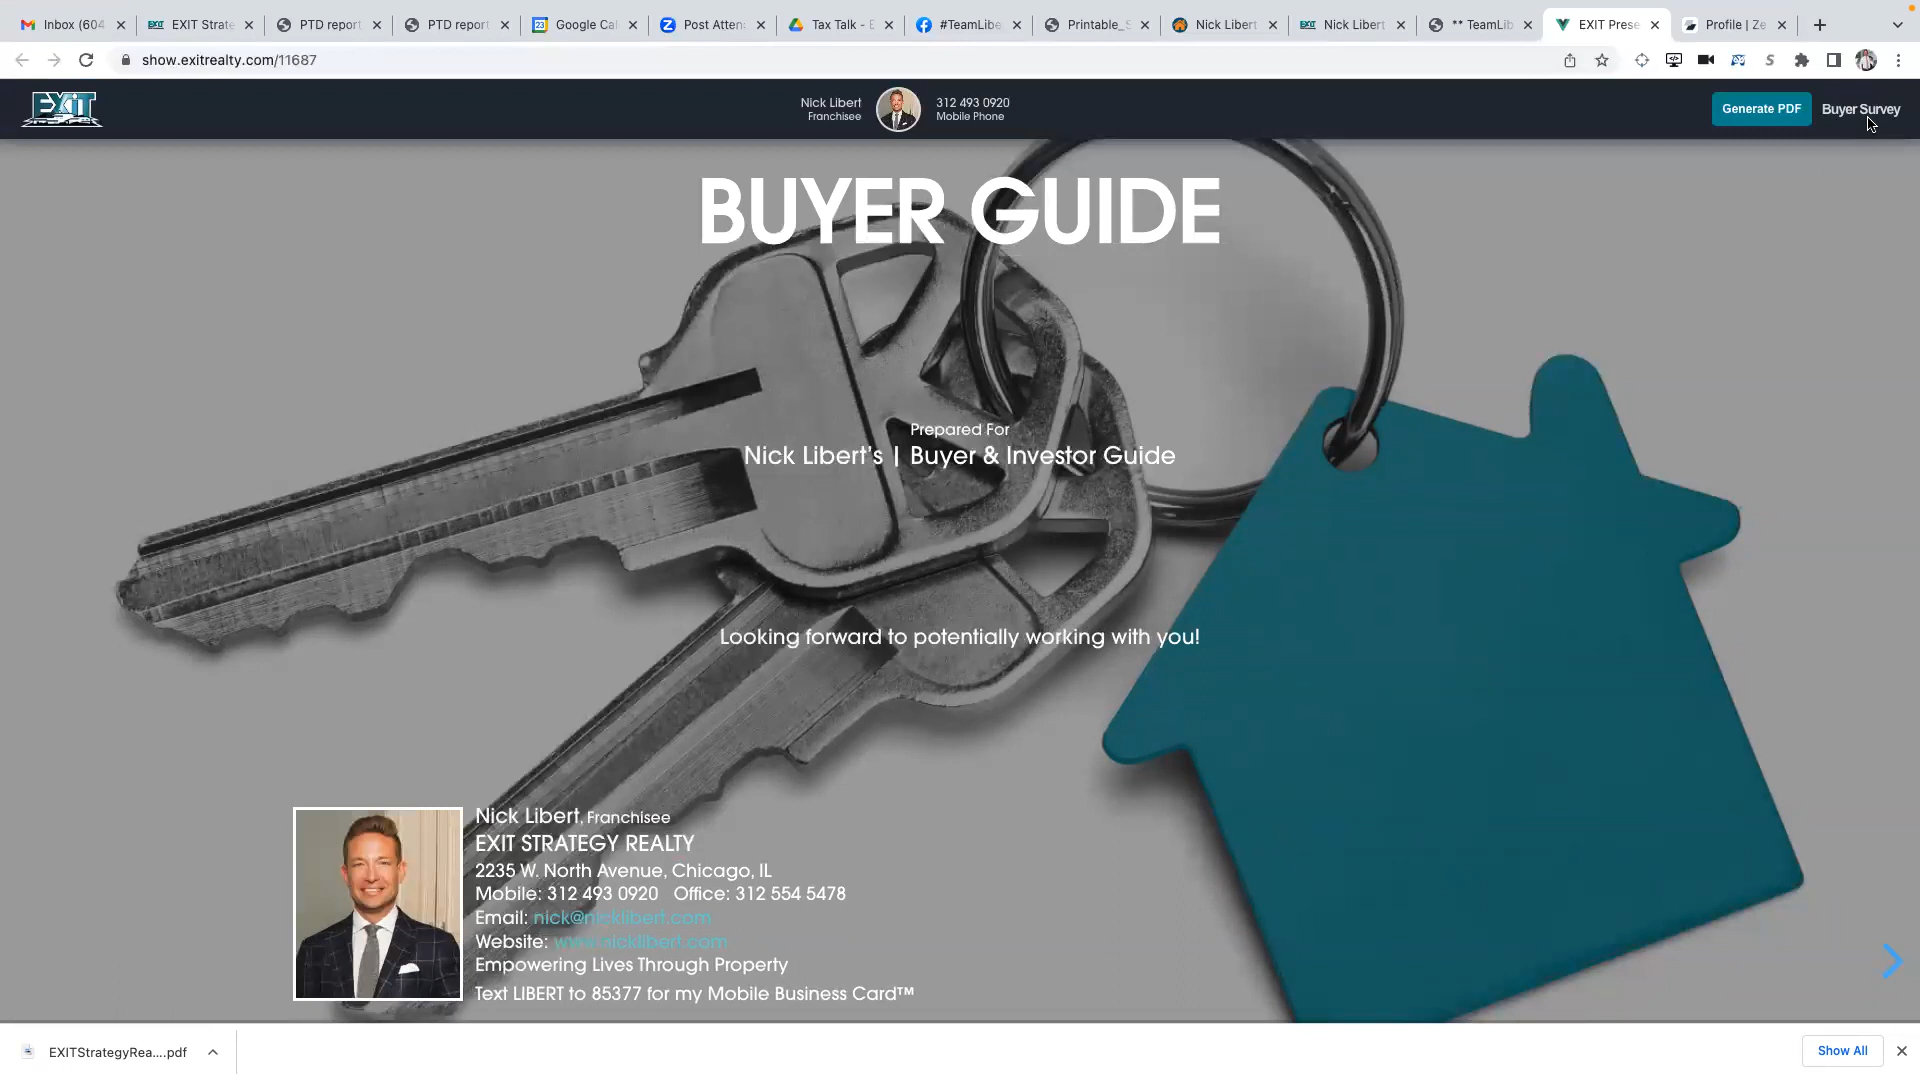 Inbox (604
EXIT Strate
PTD report
PTD report
Google Cal
Post Atten
Tax Talk - E
#TeamLibe
Printable_S
Nick Libert
Nick Libert
** TeamLib
EXIT Prese
Profile | Ze
show.exitrealty.com/11687
EXIT
Nick Libert
Franchisee
312 493 0920
Mobile Phone
Generate PDF
Buyer Survey
BUYER GUIDE
Prepared For
Nick Libert's | Buyer & Investor Guide
Looking forward to potentially working with you!
Nick Libert, Franchisee
EXIT STRATEGY REALTY
2235 W. North Avenue, Chicago, IL
Mobile: 312 493 0920 Office: 312 554 5478
Email: nick@nicklibert.com
Website: www.nicklibert.com
Empowering Lives Through Property
Text LIBERT to 85377 for my Mobile Business Card™
EXITStrategyRea....pdf
Show All